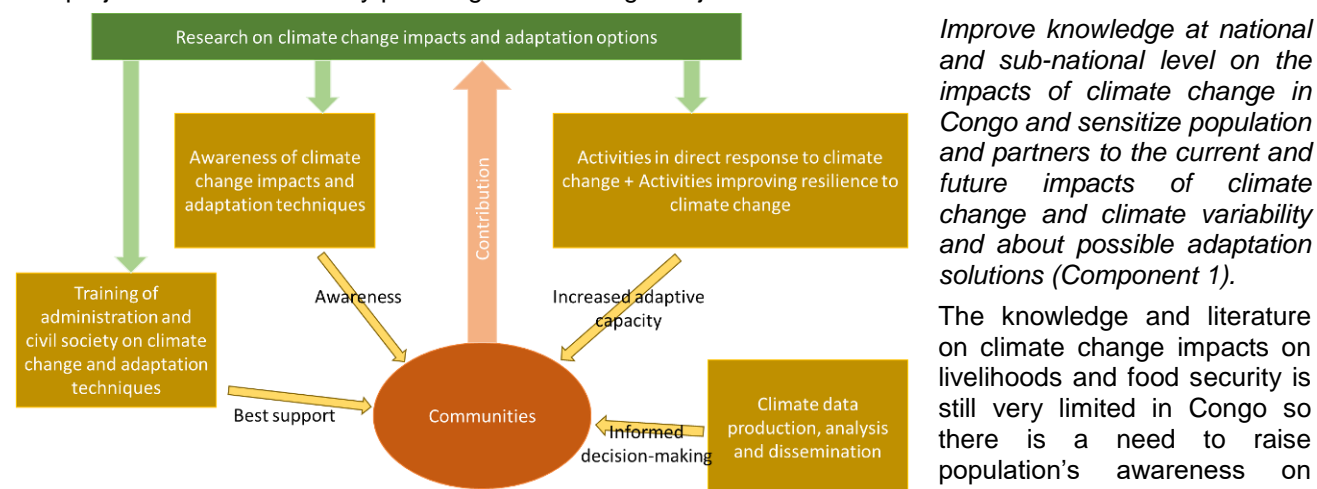 Research on climate change impacts and adaptation options
Awareness of climate
change impacts and
adaptation techniques
Contribution
Activities in direct response to climate
change + Activities improving resilience to
climate change
Training of
administration and
civil society on climate
change and adaptation
techniques
Awareness
Increased adaptive
capacity
Best support
Communities
Informed
decision-making
Climate data
production, analysis
and dissemination
Improve knowledge at national
and sub-national level on the
impacts of climate change in
Congo and sensitize population
and partners to the current and
future impacts of climate
change and climate variability
and about possible adaptation
solutions (Component 1).
The knowledge and literature
on climate change impacts on
livelihoods and food security is
still very limited in Congo so
there is a need to raise
population’s awareness on